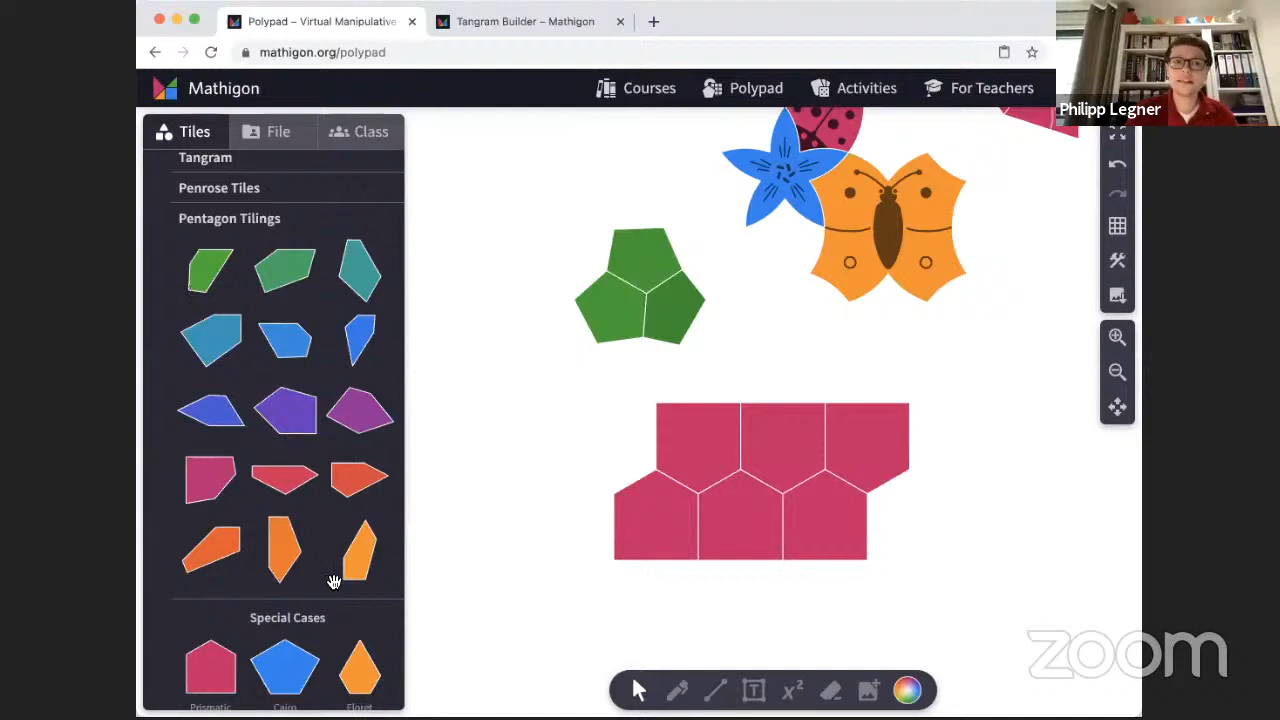 Polypad – Virtual Manipulative
Tangram Builder – Mathigon
mathigon.org/polypad
Mathigon
Courses
Polypad
Activities
For Teachers
Philipp Legner
Tiles
File
Class
Tangram
Penrose Tiles
Pentagon Tilings
Special Cases
Prismatic
Cairo
Floret
T
x²
zoom